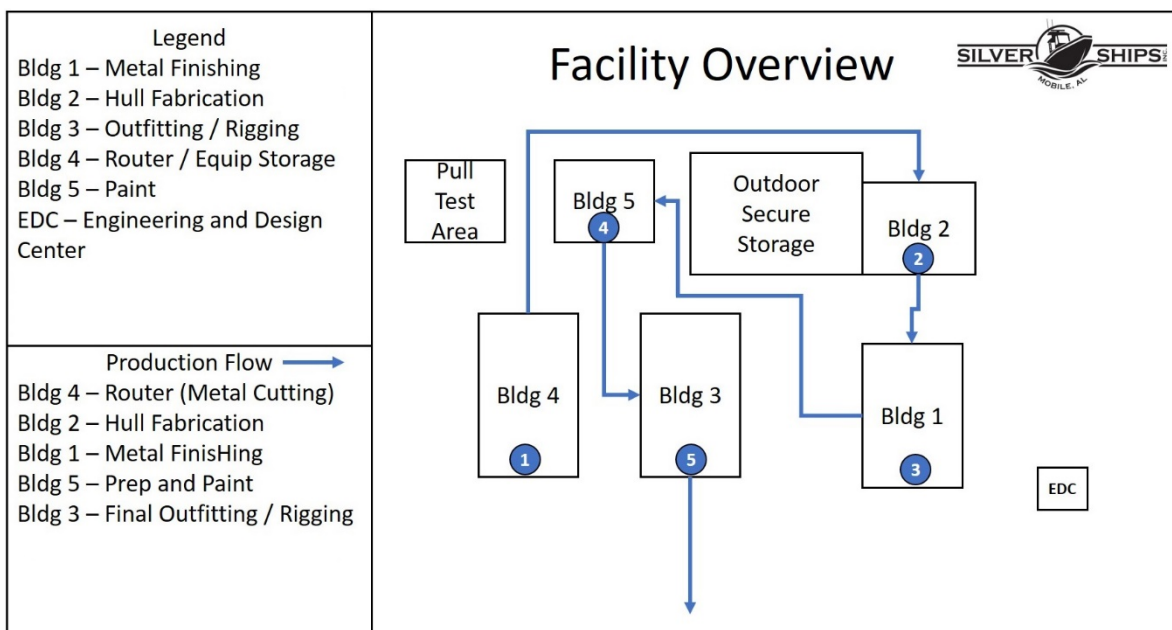 Legend
Bldg 1 – Metal Finishing
Bldg 2 – Hull Fabrication
Bldg 3 – Outfitting / Rigging
Bldg 4 – Router / Equip Storage
Bldg 5 – Paint
EDC – Engineering and Design
Center
Production Flow
Bldg 4 – Router (Metal Cutting)
Bldg 2 – Hull Fabrication
Bldg 1 – Metal FinisHing
Bldg 5 – Prep and Paint
Bldg 3 – Final Outfitting / Rigging
Facility Overview
SILVER SHIPS INC.
MOBILE, AL
Pull
Test
Area
Bldg 5
4
Outdoor
Secure
Storage
Bldg 2
2
Bldg 4
1
Bldg 3
5
Bldg 1
3
EDC